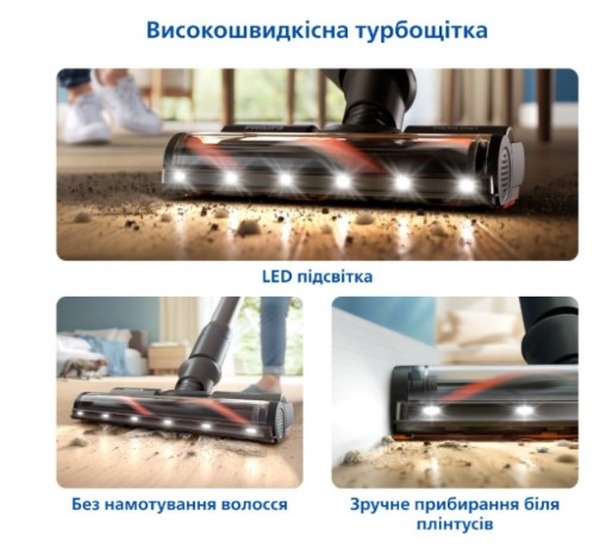 Високошвидкісна турбощітка
LED підсвітка
Без намотування волосся
Зручне прибирання біля
плінтусів